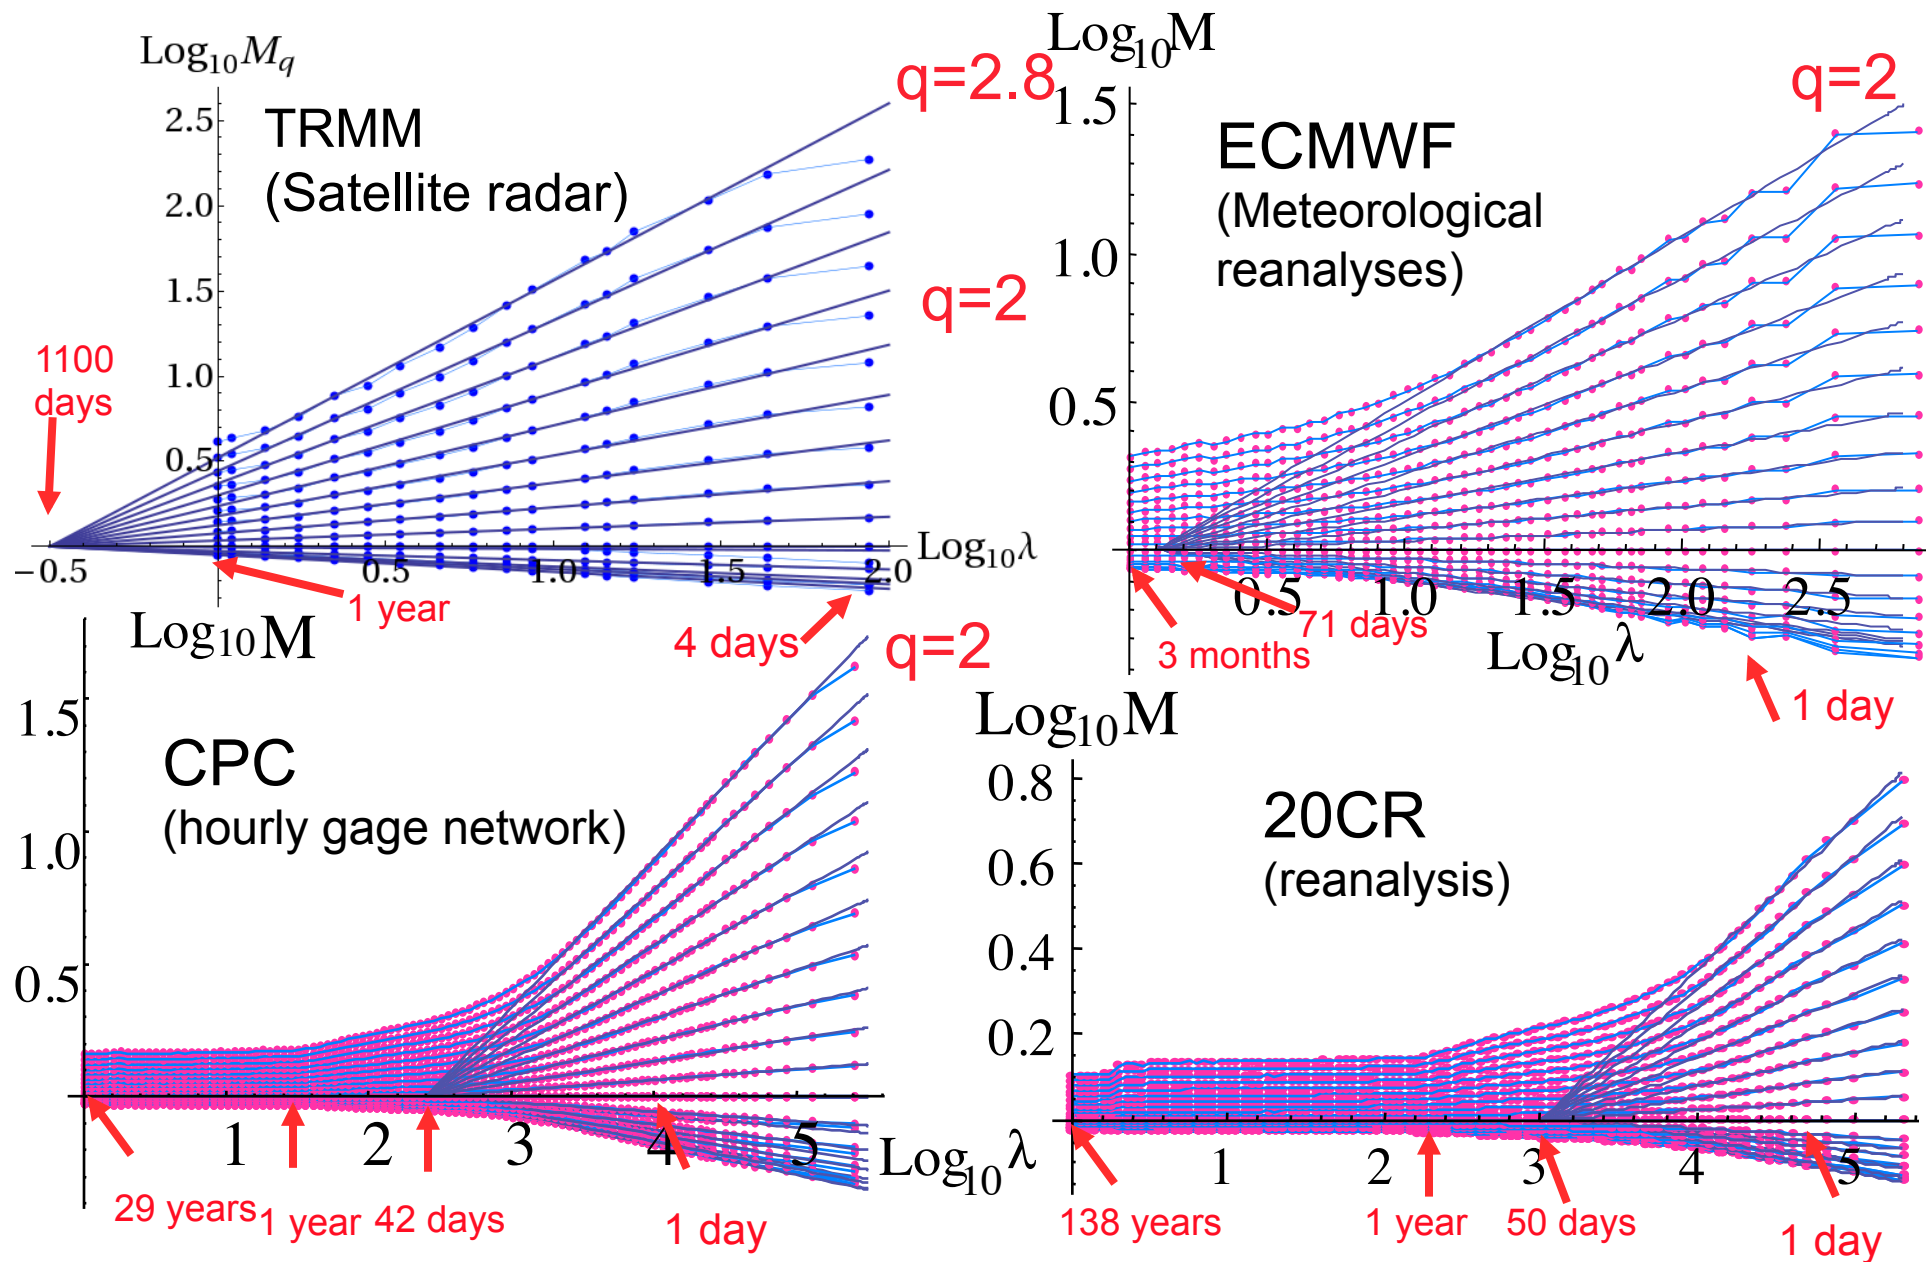 Log10Mq
q=2.8
TRMM
(Satellite radar)
2.5
2.0
1.5
1.0
0.5
q=2
1100
days
−0.5
0.5
1.0
1.5
2.0
Log10λ
1 year
4 days
Log10M
q=2
ECMWF
(Meteorological
reanalyses)
1.5
1.0
0.5
0.5
1.0
1.5
2.0
2.5
71 days
3 months
Log10λ
1 day
Log10M
q=2
CPC
(hourly gage network)
1.5
1.0
0.5
1
2
3
4
5
Log10λ
29 years
1 year
42 days
1 day
Log10M
20CR
(reanalysis)
0.8
0.6
0.4
0.2
1
2
3
4
5
138 years
1 year
50 days
1 day